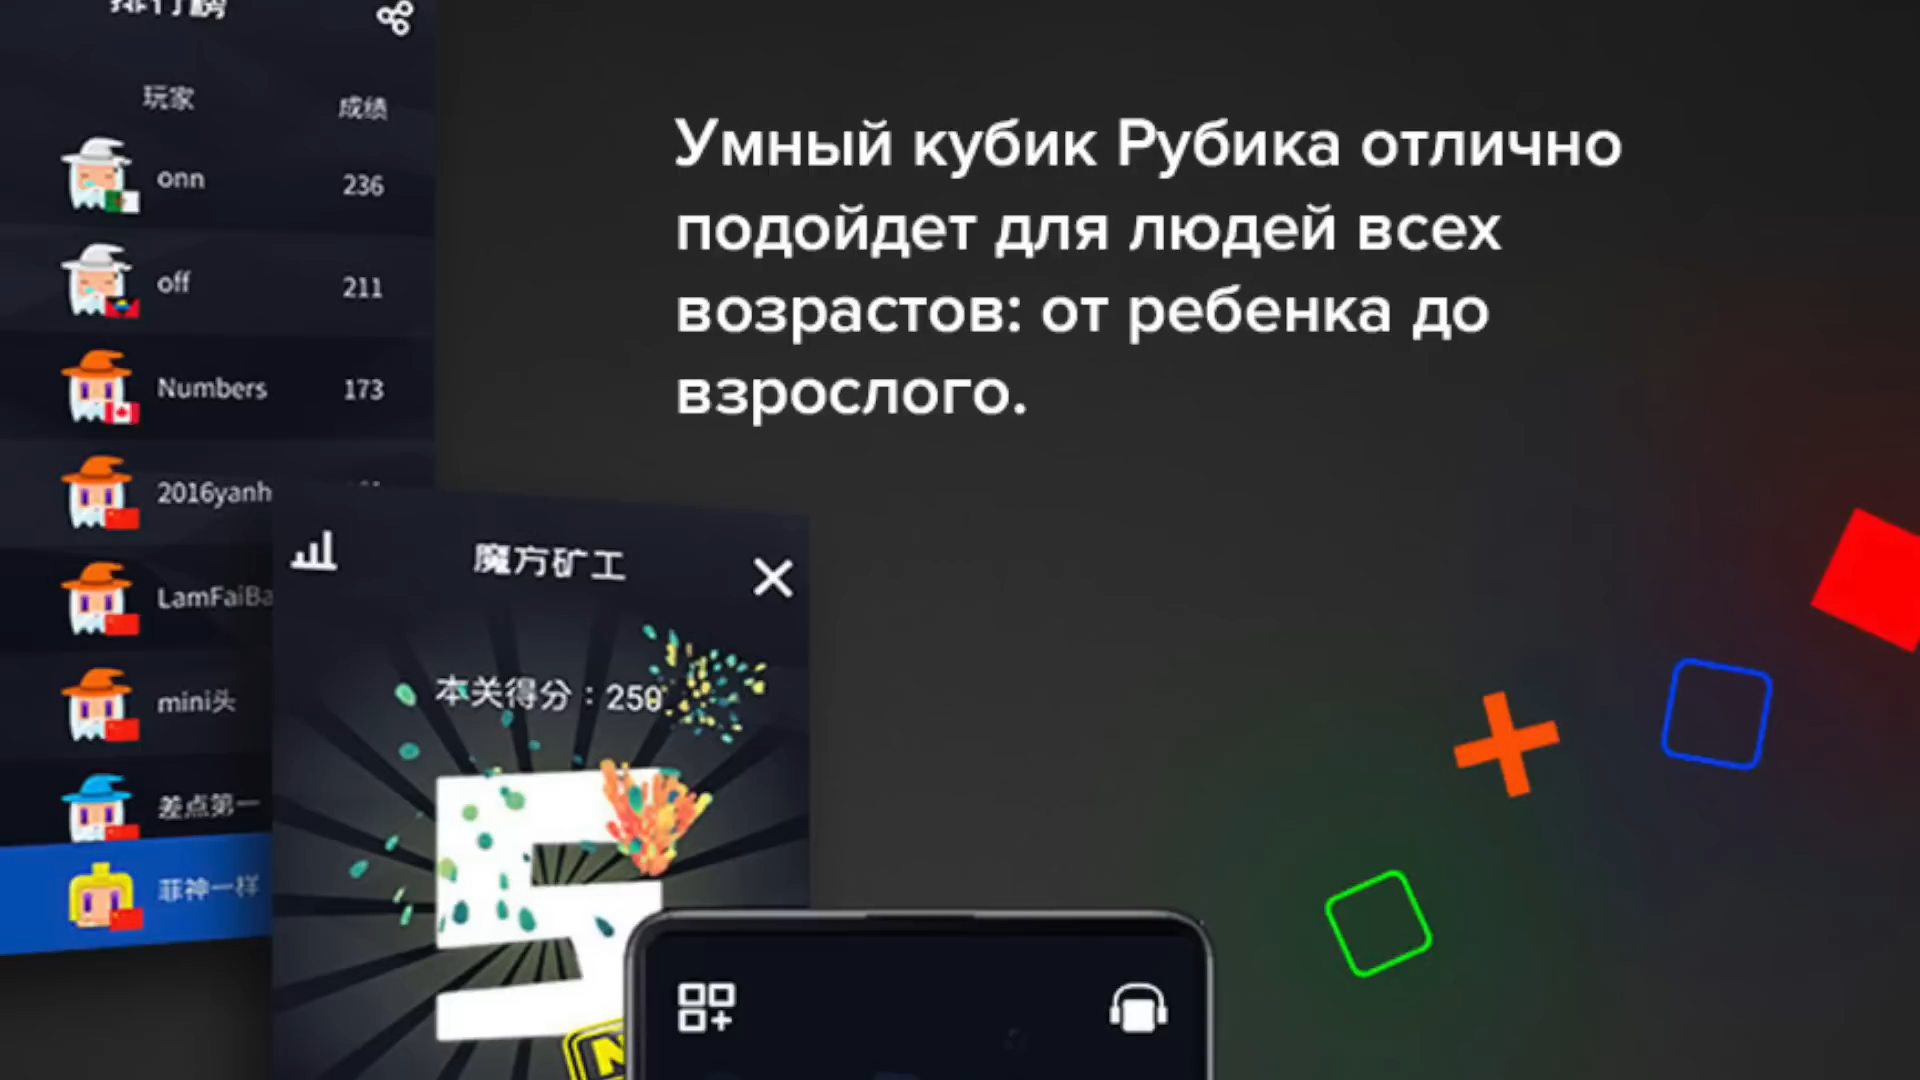 排行榜
玩家 成绩
onn 236
off 211
Numbers 173
2016yanh
LamFaiBa
mini头
差点第一
菲神一样
Умный кубик Рубика отлично
подойдет для людей всех
возрастов: от ребенка до
взрослого.
魔方矿工
本关得分：250
5